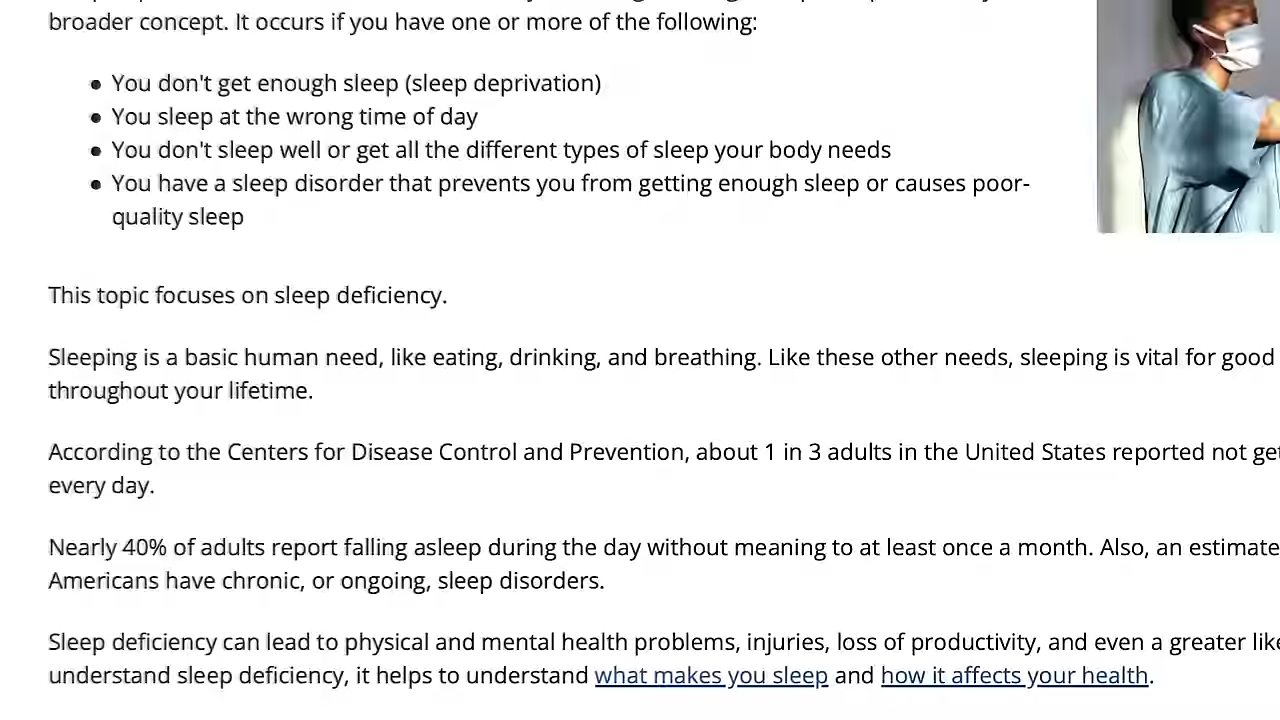 broader concept. It occurs if you have one or more of the following:
● You don't get enough sleep (sleep deprivation)
● You sleep at the wrong time of day
● You don't sleep well or get all the different types of sleep your body needs
● You have a sleep disorder that prevents you from getting enough sleep or causes poor-
quality sleep
This topic focuses on sleep deficiency.
Sleeping is a basic human need, like eating, drinking, and breathing. Like these other needs, sleeping is vital for good
throughout your lifetime.
According to the Centers for Disease Control and Prevention, about 1 in 3 adults in the United States reported not
every day.
Nearly 40% of adults report falling asleep during the day without meaning to at least once a month. Also, an
Americans have chronic, or ongoing, sleep disorders.
Sleep deficiency can lead to physical and mental health problems, injuries, loss of productivity, and even a greater
understand sleep deficiency, it helps to understand what makes you sleep and how it affects your health.